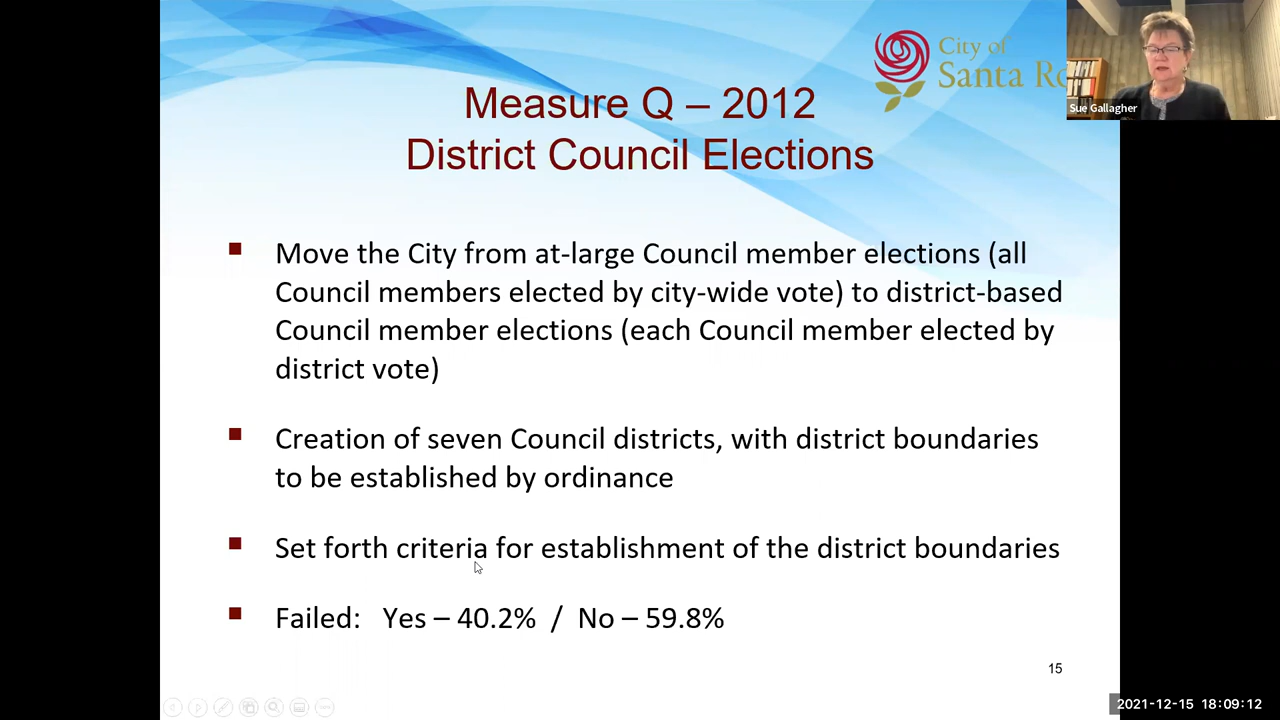 City of
Santa Ro
Sue Gallagher
Measure Q – 2012
District Council Elections
Move the City from at-large Council member elections (all
Council members elected by city-wide vote) to district-based
Council member elections (each Council member elected by
district vote)
Creation of seven Council districts, with district boundaries
to be established by ordinance
Set forth criteria for establishment of the district boundaries
Failed: Yes – 40.2% / No – 59.8%
15
2021-12-15 18:09:12